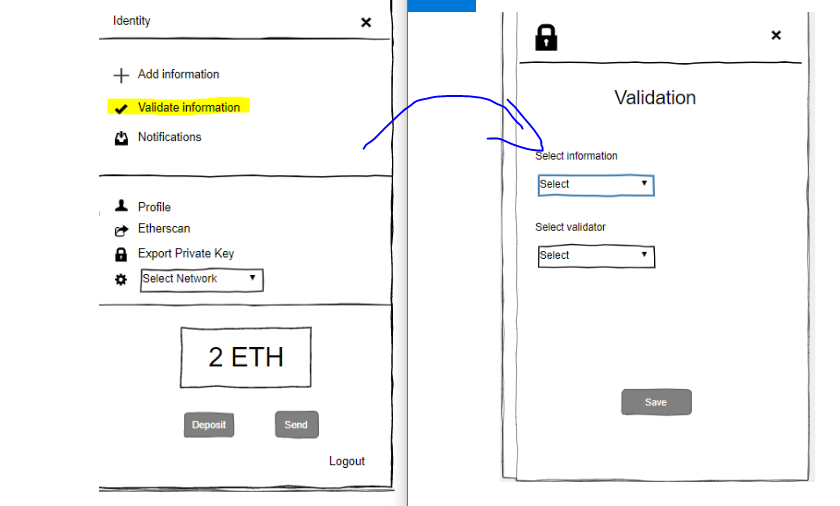 Identity
Add information
Validate information
Notifications
Profile
Etherscan
Export Private Key
Select Network
2 ETH
Deposit
Send
Logout
Validation
Select information
Select
Select validator
Select
Save